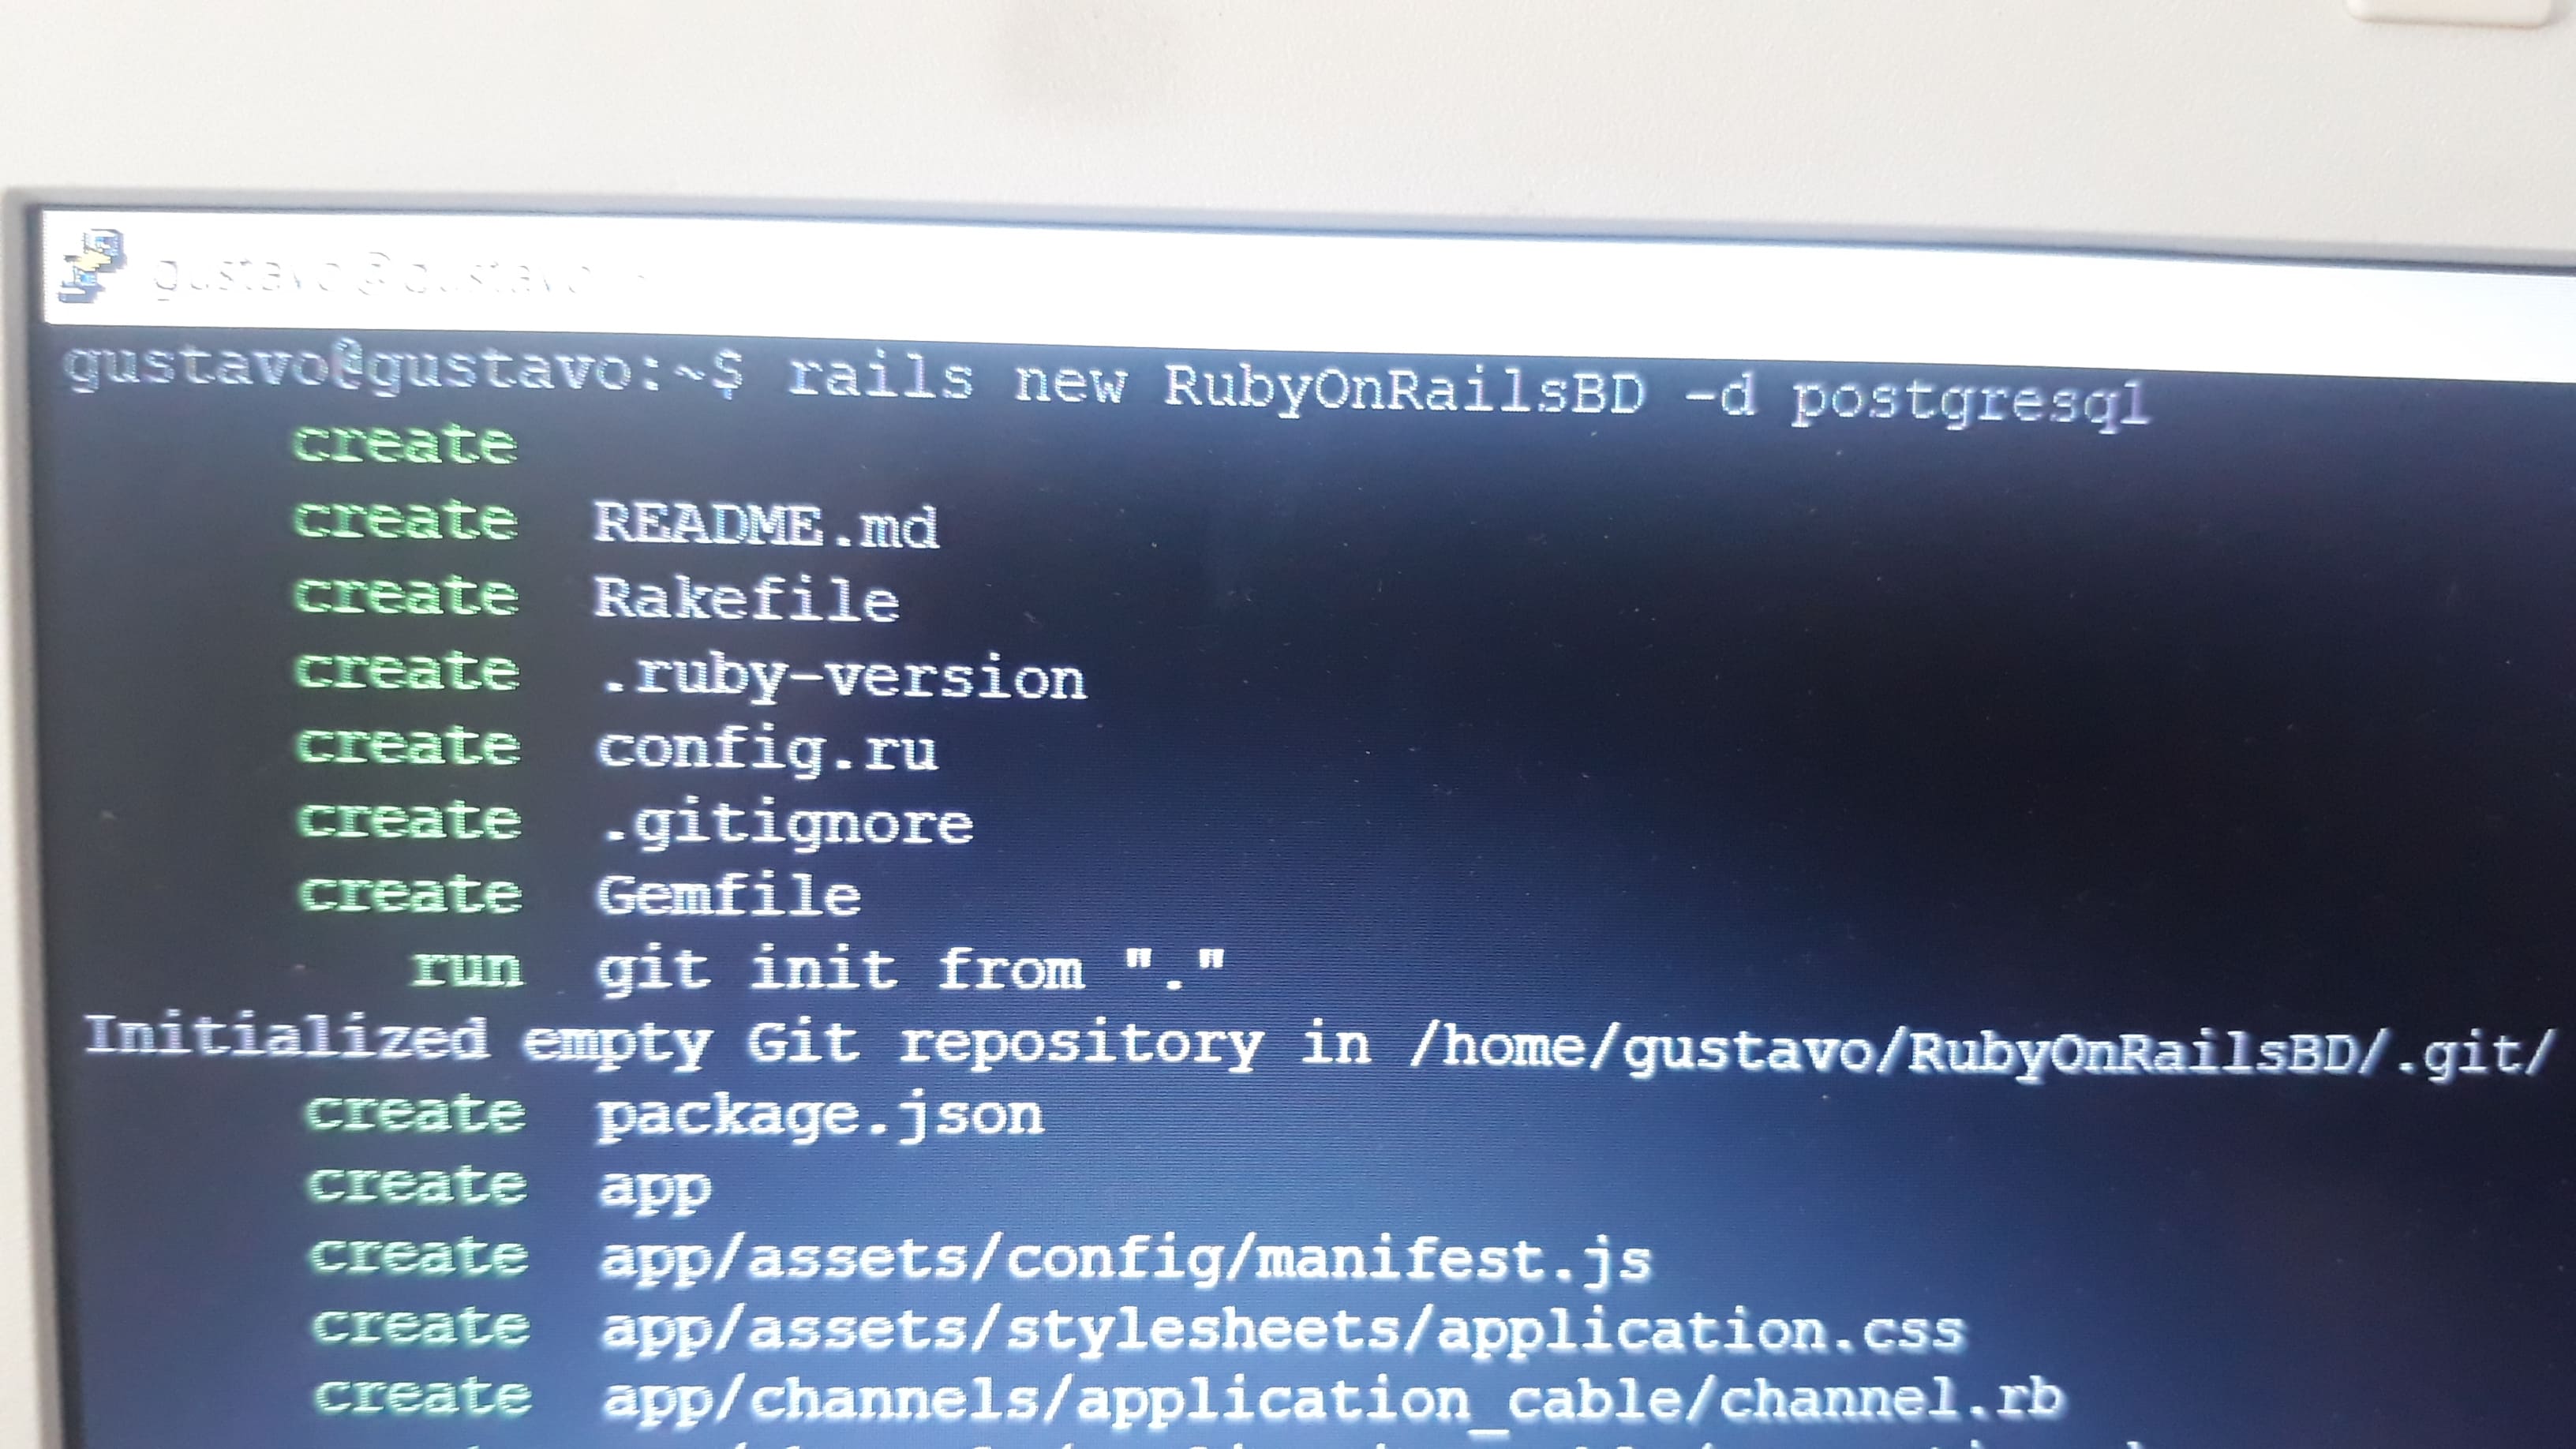 gustavo@gustavo: ~
gustavo@gustavo:~$ rails new RubyOnRailsBD -d postgresql
create
create README.md
create Rakefile
create .ruby-version
create config.ru
create .gitignore
create Gemfile
run git init from "."
Initialized empty Git repository in /home/gustavo/RubyOnRailsBD/.git/
create package.json
create app
create app/assets/config/manifest.js
create app/assets/stylesheets/application.css
create app/channels/application_cable/channel.rb